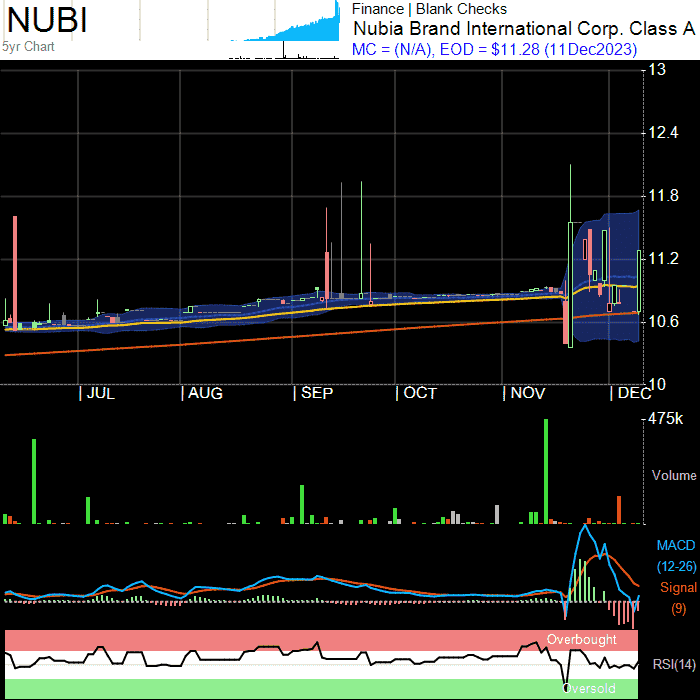 NUBI
5yr Chart
Finance | Blank Checks
Nubia Brand International Corp. Class A
MC = (N/A), EOD = $11.28 (11Dec2023)
13
12.4
11.8
11.2
10.6
10
JUL AUG SEP OCT NOV DEC
475k
Volume
MACD
(12-26)
Signal
(9)
Overbought
RSI(14)
Oversold